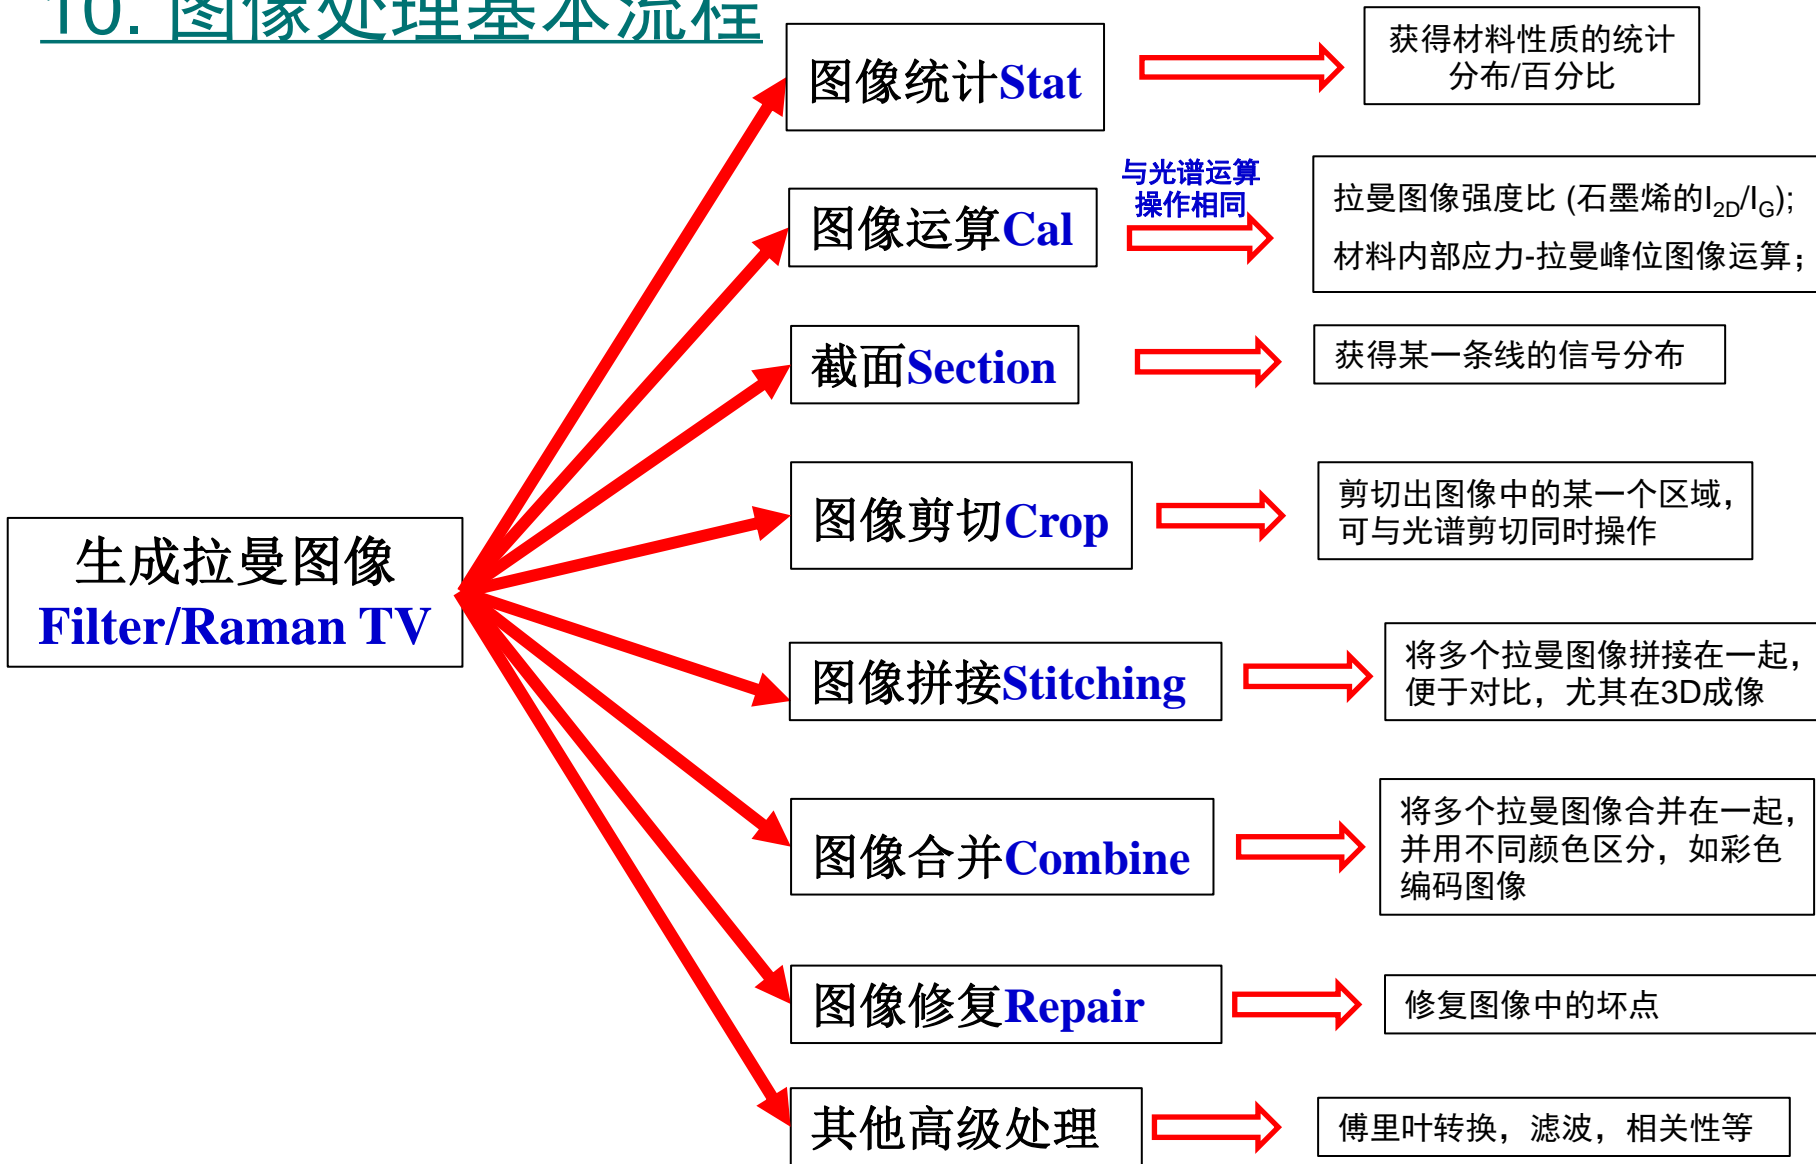 10. 图像处理基本流程
图像统计Stat
获得材料性质的统计
分布/百分比
与光谱运算
操作相同
图像运算Cal
拉曼图像强度比 (石墨烯的I2D/IG);
材料内部应力-拉曼峰位图像运算；
截面Section
获得某一条线的信号分布
图像剪切Crop
剪切出图像中的某一个区域，
可与光谱剪切同时操作
生成拉曼图像
Filter/Raman TV
图像拼接Stitching
将多个拉曼图像拼接在一起，
便于对比，尤其在3D成像
图像合并Combine
将多个拉曼图像合并在一起，
并用不同颜色区分，如彩色
编码图像
图像修复Repair
修复图像中的坏点
其他高级处理
傅里叶转换，滤波，相关性等